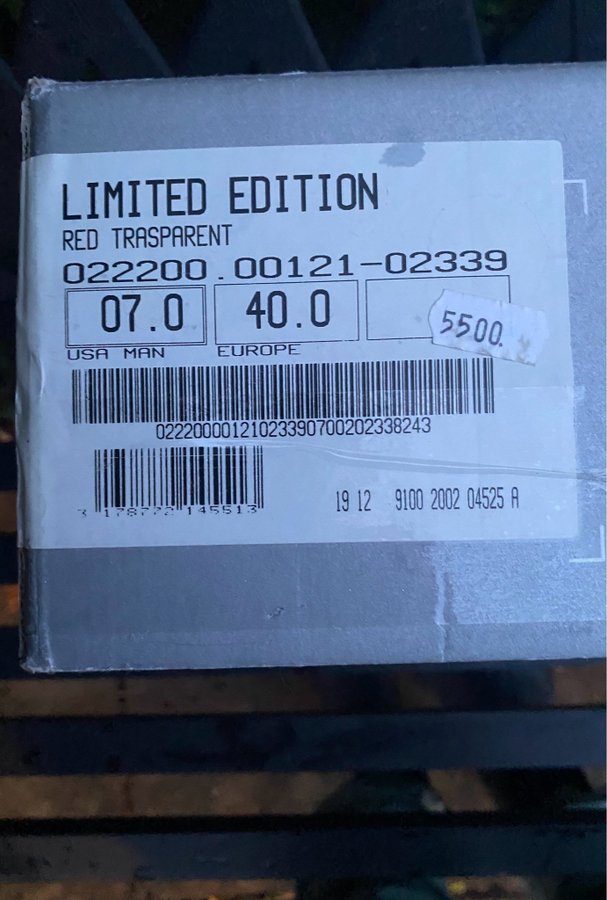 LIMITED EDITION
RED TRASPARENT
022200.00121-02339
07.0 40.0
5500.
USA MAN EUROPE
02220000121023390700202338243
3 178772 145513
19 12 9100 2002 04525 A